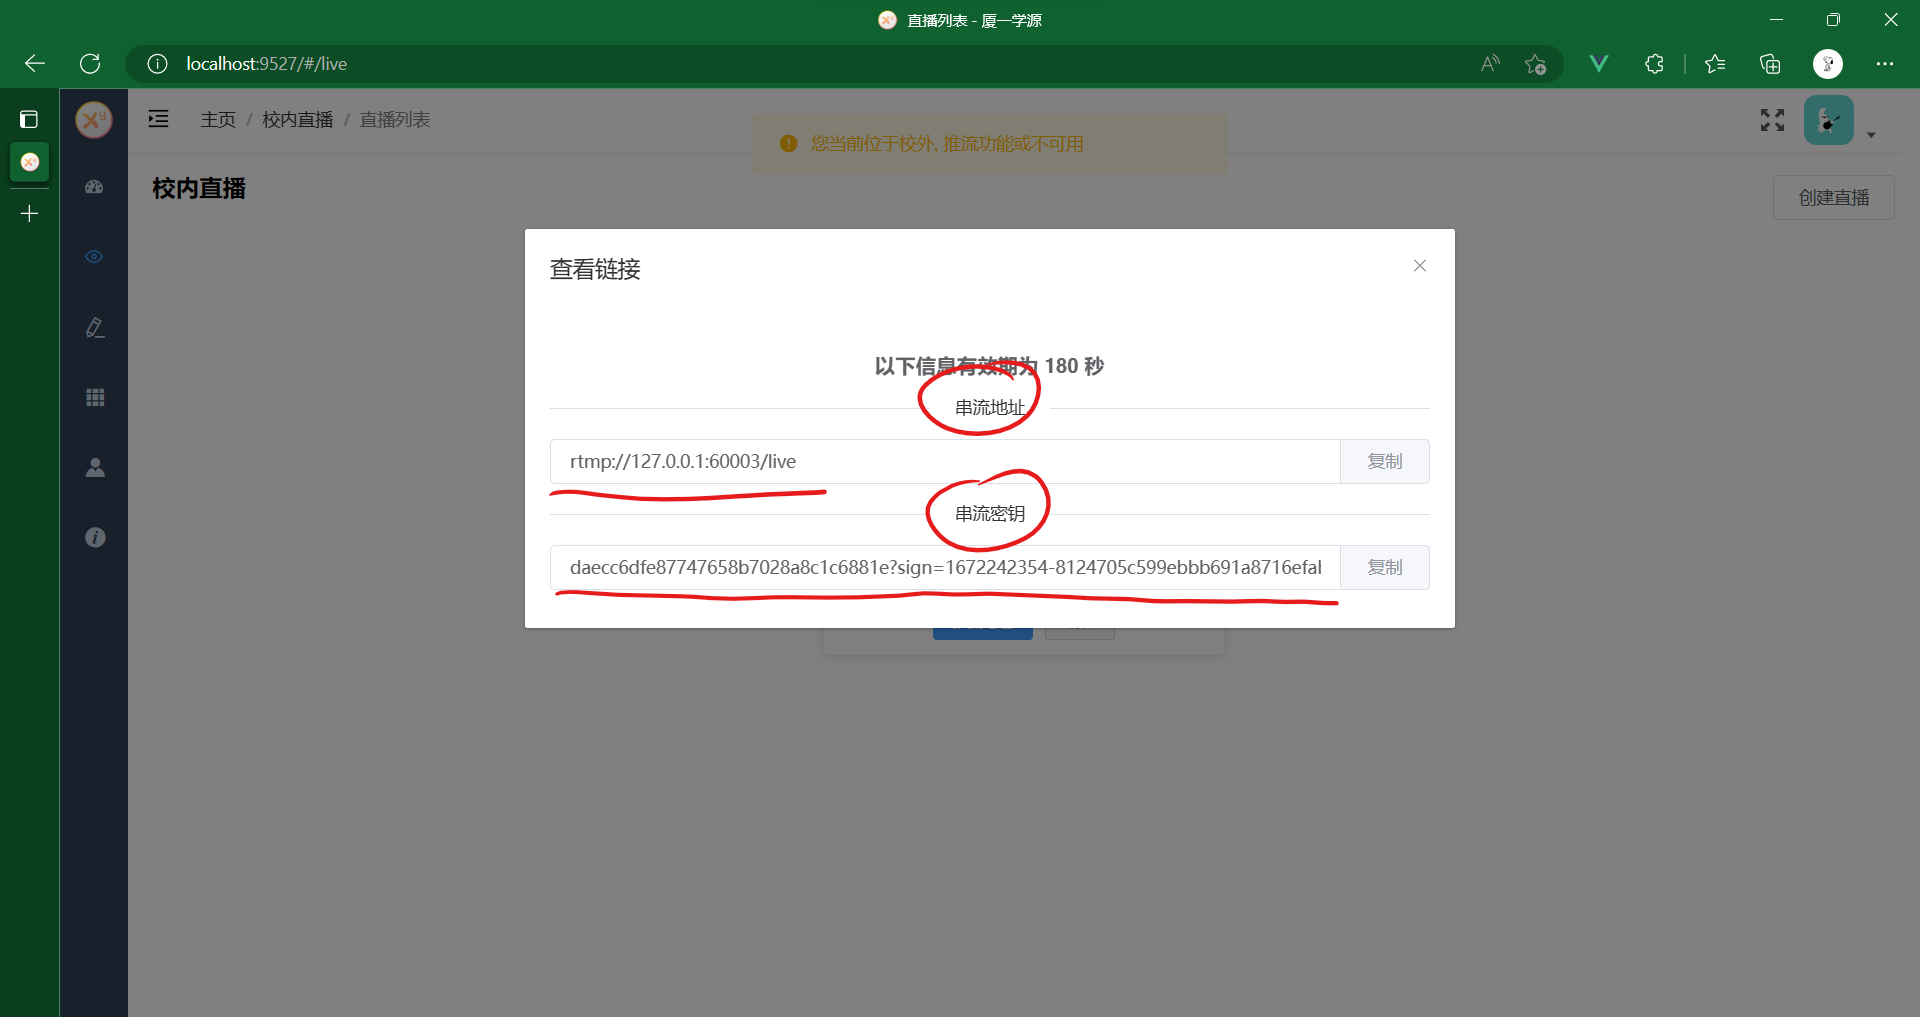 直播列表 - 厦一学源
localhost:9527/#/live
主页 / 校内直播 / 直播列表
您当前位于校外, 推流功能或不可用
校内直播
创建直播
查看链接
以下信息有效期为 180 秒
串流地址
rtmp://127.0.0.1:60003/live
复制
串流密钥
daecc6dfe87747658b7028a8c1c6881e?sign=1672242354-8124705c599ebbb691a8716efal
复制